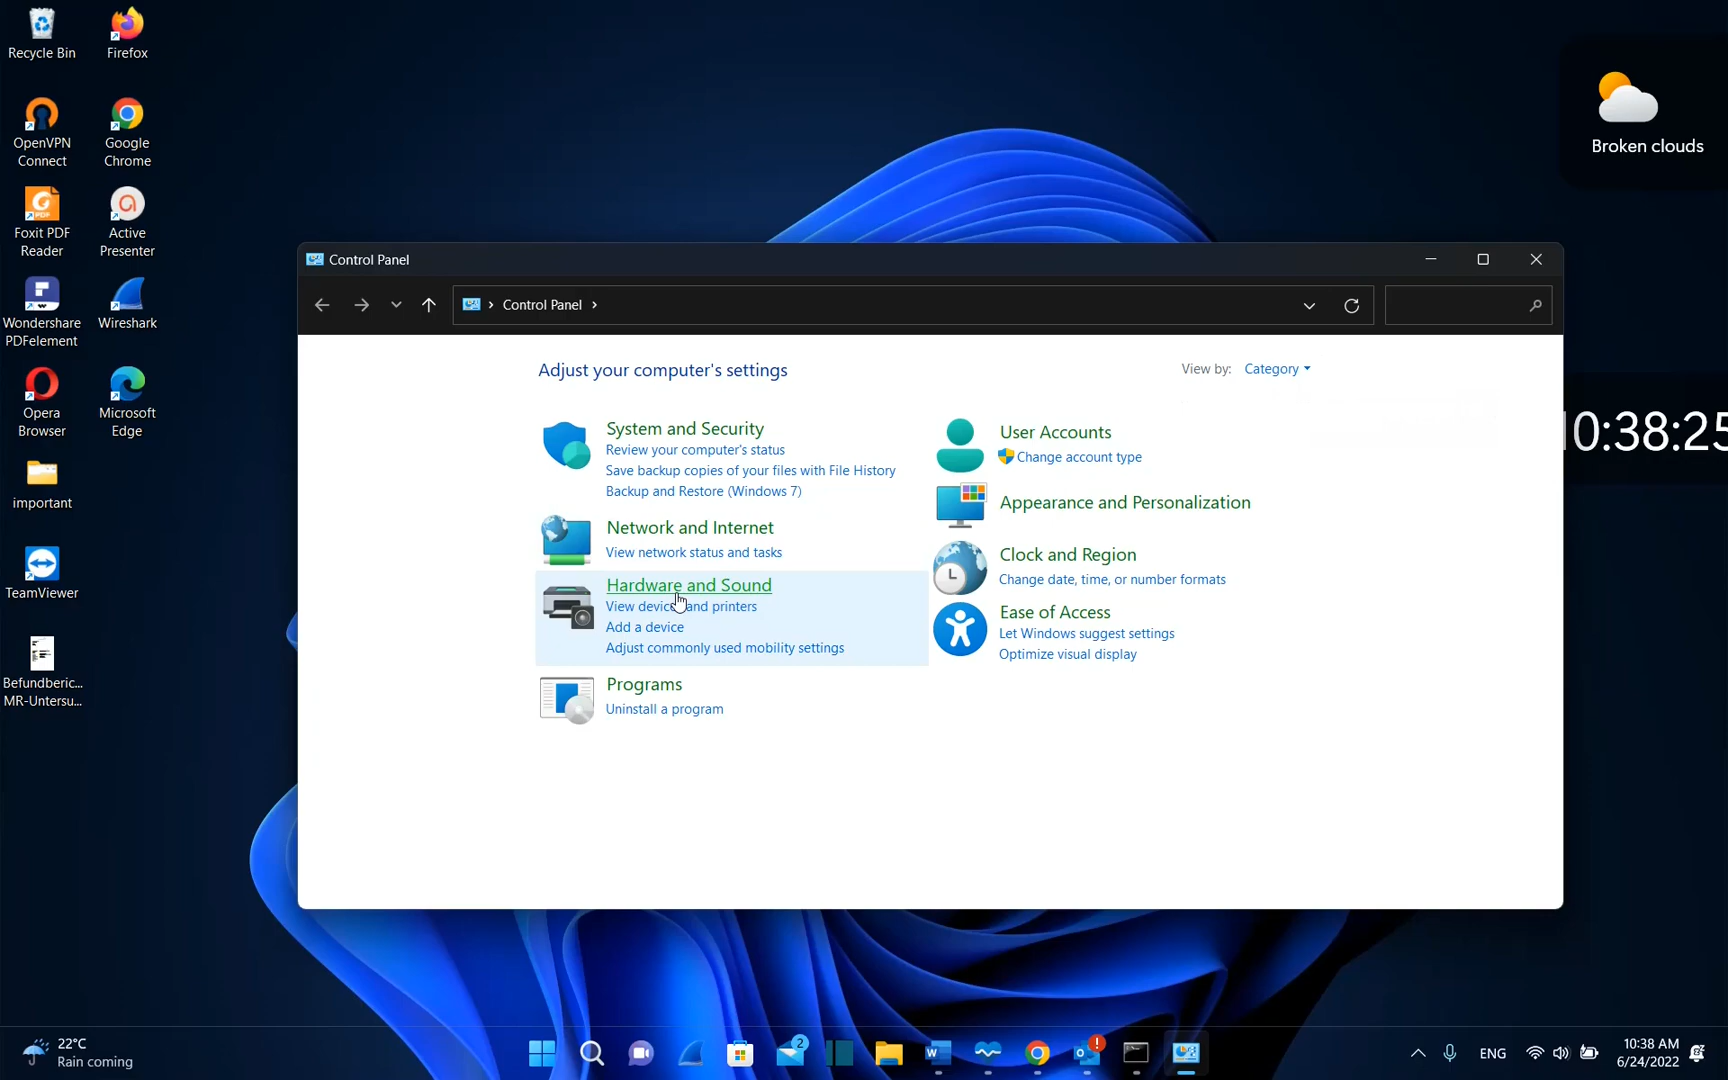 Recycle Bin
Firefox
OpenVPN
Connect
Google
Chrome
Foxit PDF
Reader
Active
Presenter
Wondershare
PDFelement
Wireshark
Opera
Browser
Microsoft
Edge
important
TeamViewer
Befundberic...
MR-Untersu...
Broken clouds
Control Panel
Control Panel
Adjust your computer's settings
View by: Category
System and Security
Review your computer's status
Save backup copies of your files with File History
Backup and Restore (Windows 7)
Network and Internet
View network status and tasks
Hardware and Sound
View devic and printers
Add a device
Adjust commonly used mobility settings
Programs
Uninstall a program
User Accounts
Change account type
Appearance and Personalization
Clock and Region
Change date, time, or number formats
Ease of Access
Let Windows suggest settings
Optimize visual display
0:38:25
22°C
Rain coming
2
ENG
10:38 AM
6/24/2022